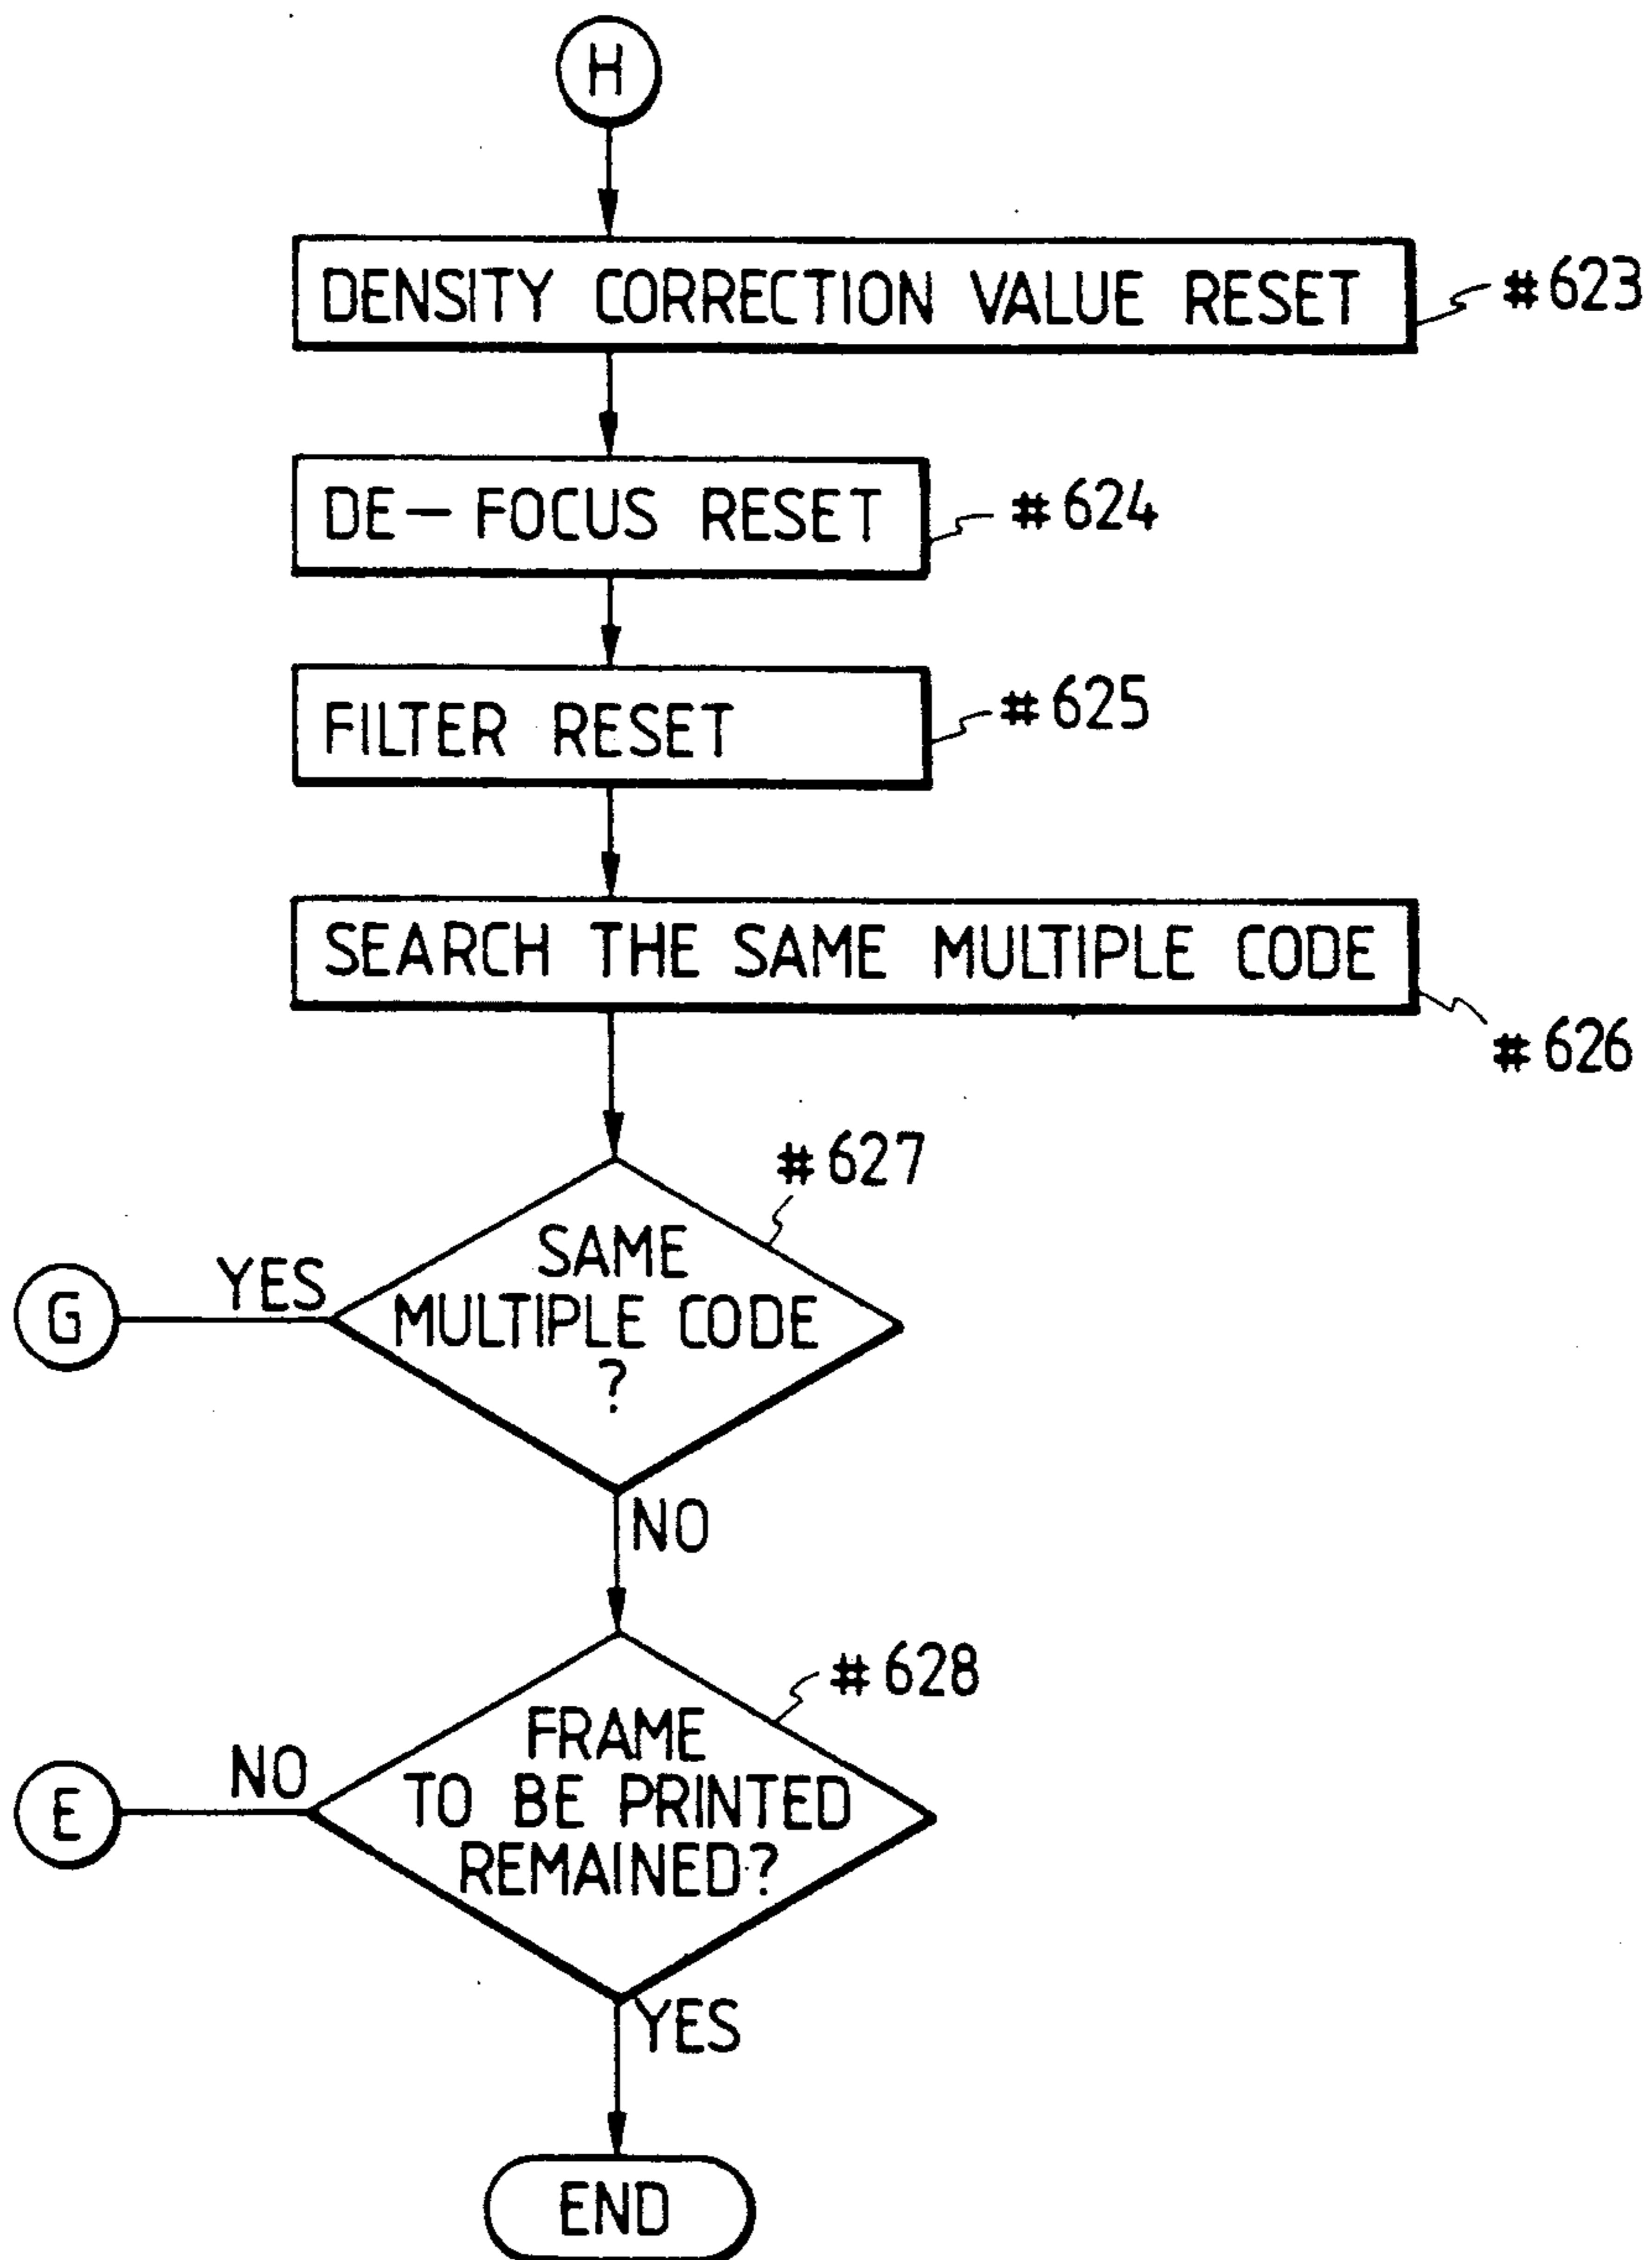 H
DENSITY CORRECTION VALUE RESET
#623
DE-FOCUS RESET
#624
FILTER RESET
#625
SEARCH THE SAME MULTIPLE CODE
#626
#627
SAME
MULTIPLE CODE
?
YES
G
NO
#628
FRAME
TO BE PRINTED
REMAINED?
NO
E
YES
END